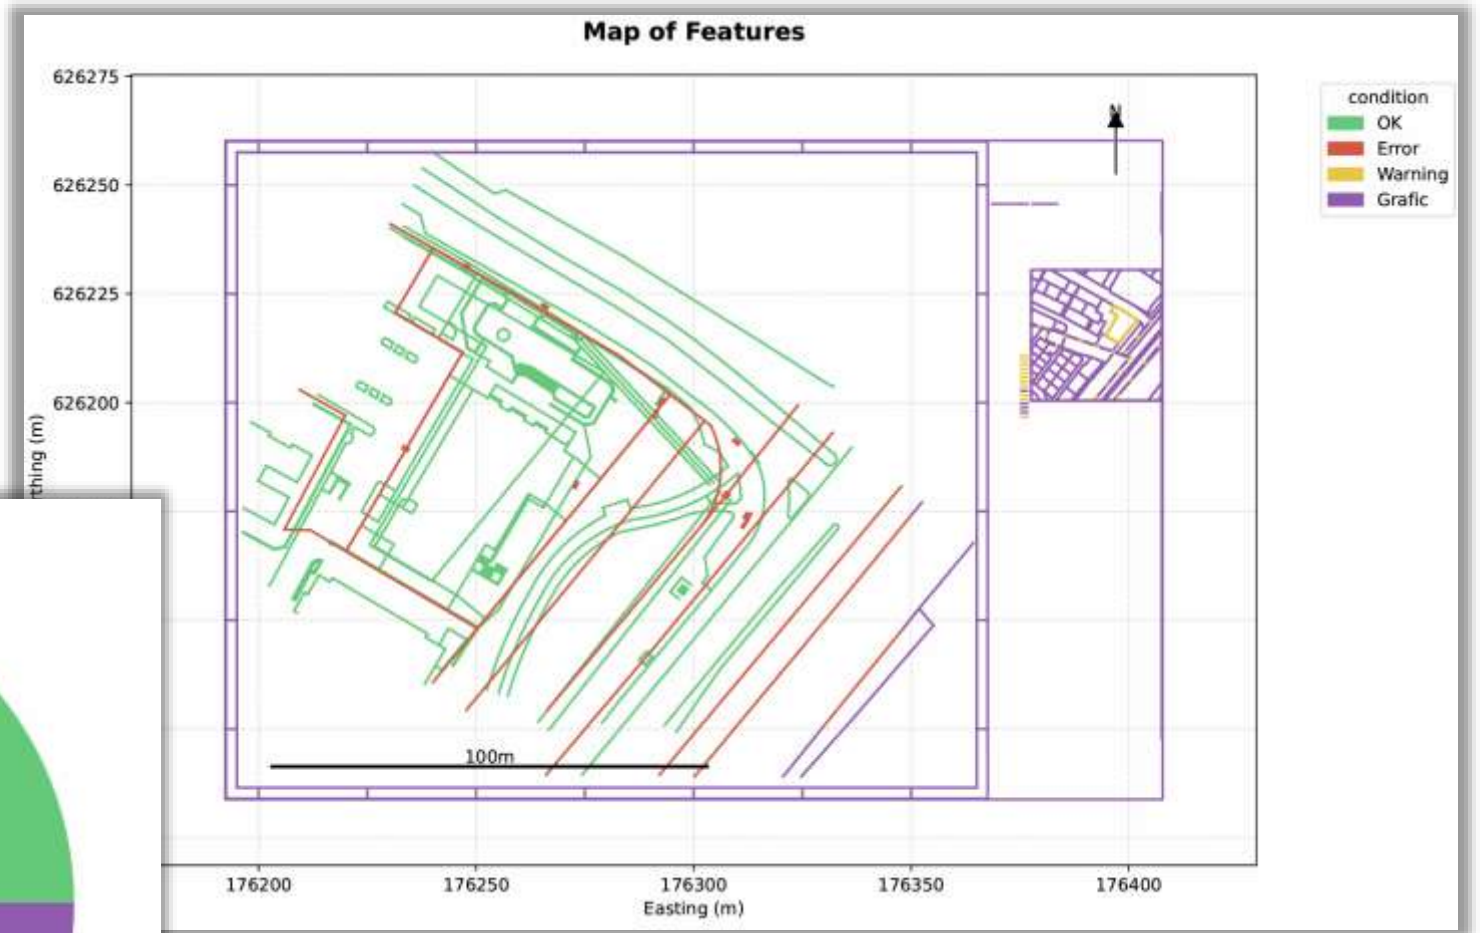 Map of Features
626275
626250
626225
626200
rthing (m)
N
100m
176200
176250
176300
176350
176400
Easting (m)
condition
OK
Error
Warning
Grafic